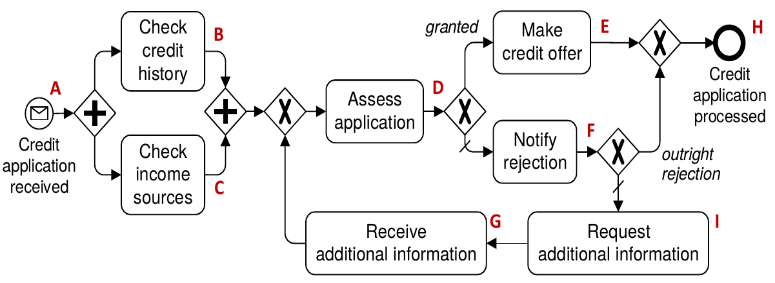 A
Credit
application
received
Check
credit
history
B
Check
income
sources
C
Assess
application
D
granted
Make
credit offer
E
Notify
rejection
F
outright
rejection
H
Credit
application
processed
Receive
additional information
G
Request
additional information
I